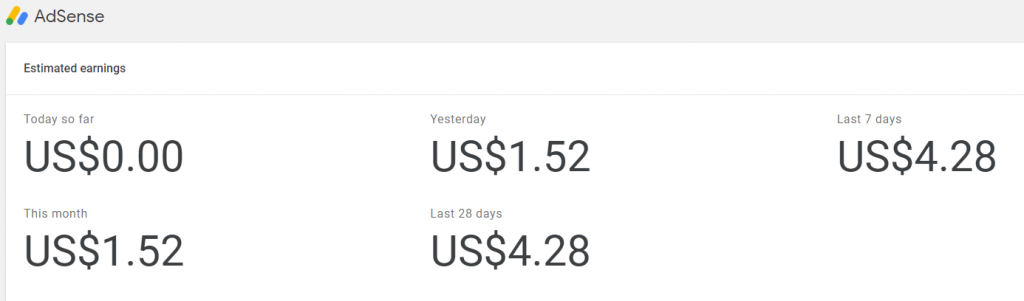 AdSense
Estimated earnings
Today so far
US$0.00
Yesterday
US$1.52
Last 7 days
US$4.28
This month
US$1.52
Last 28 days
US$4.28